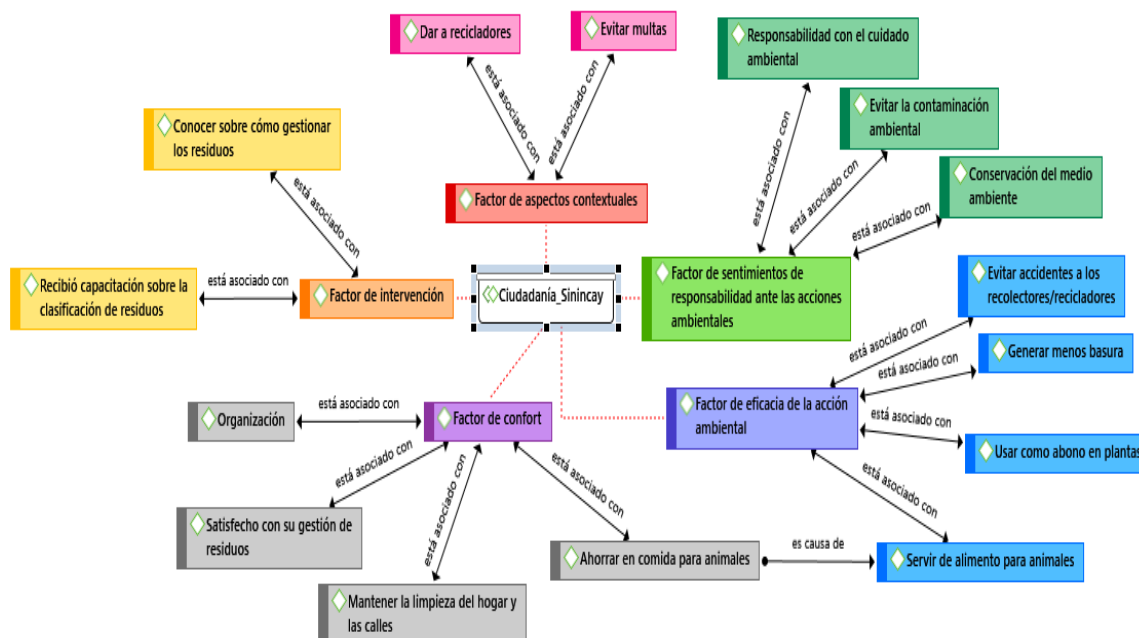 Dar a recicladores
Evitar multas
Responsabilidad con el cuidado
ambiental
está asociado con
está asociado con
está asociado con
Evitar la contaminación
ambiental
Conocer sobre cómo gestionar
los residuos
está asociado con
Conservación del medio
ambiente
está asociado con
Factor de aspectos contextuales
está asociado con
Recibió capacitación sobre la
clasificación de residuos
está asociado con
Factor de intervención
Ciudadanía_Sinincay
Factor de sentimientos de
responsabilidad ante las acciones
ambientales
Evitar accidentes a los
recolectores/recicladores
está asociado con
Generar menos basura
está asociado con
Organización
está asociado con
Factor de confort
Factor de eficacia de la acción
ambiental
está asociado con
Usar como abono en plantas
está asociado con
está asociado con
está asociado con
está asociado con
Satisfecho con su gestión de
residuos
Ahorrar en comida para animales
es causa de
Servir de alimento para animales
Mantener la limpieza del hogar y
las calles